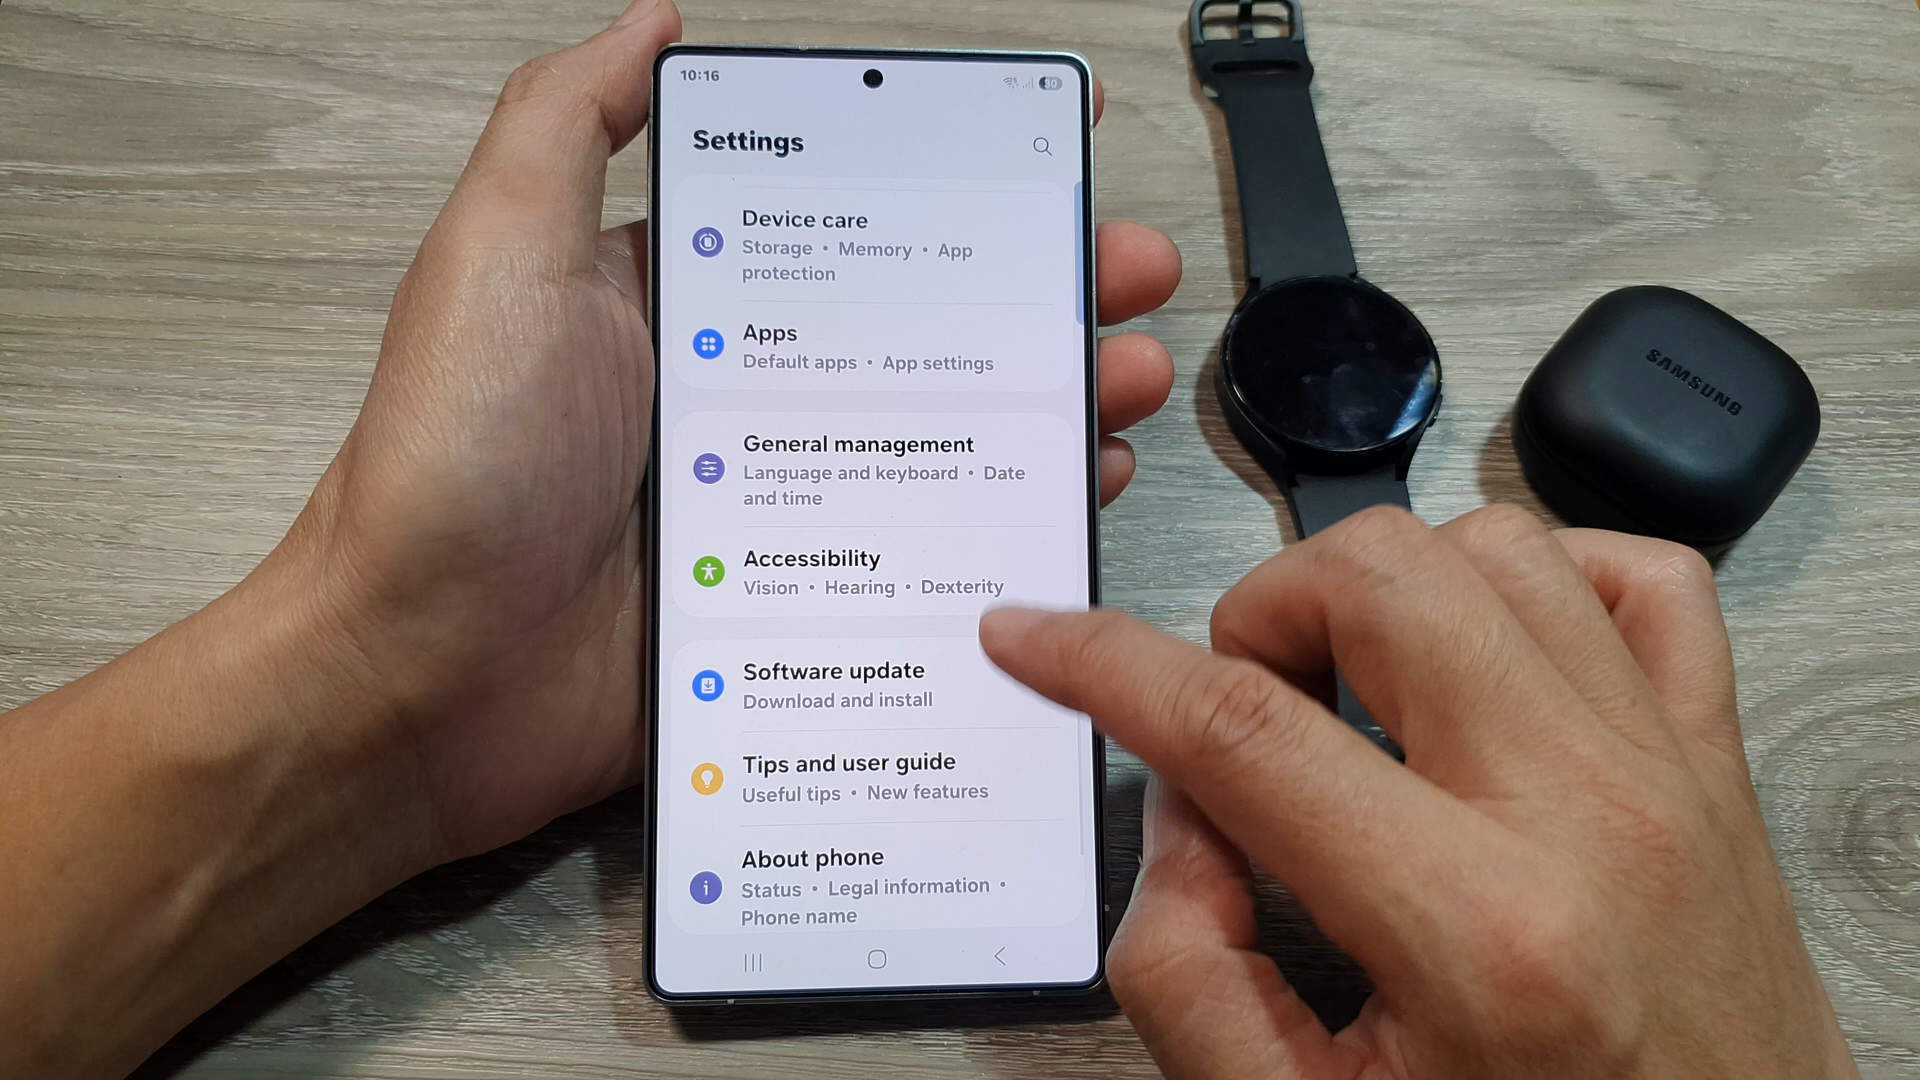 10:16
30
Settings
Device care
Storage • Memory • App
protection
Apps
Default apps • App settings
General management
Language and keyboard • Date
and time
Accessibility
Vision • Hearing • Dexterity
Software update
Download and install
Tips and user guide
Useful tips • New features
About phone
Status • Legal information •
Phone name
SAMSUNG